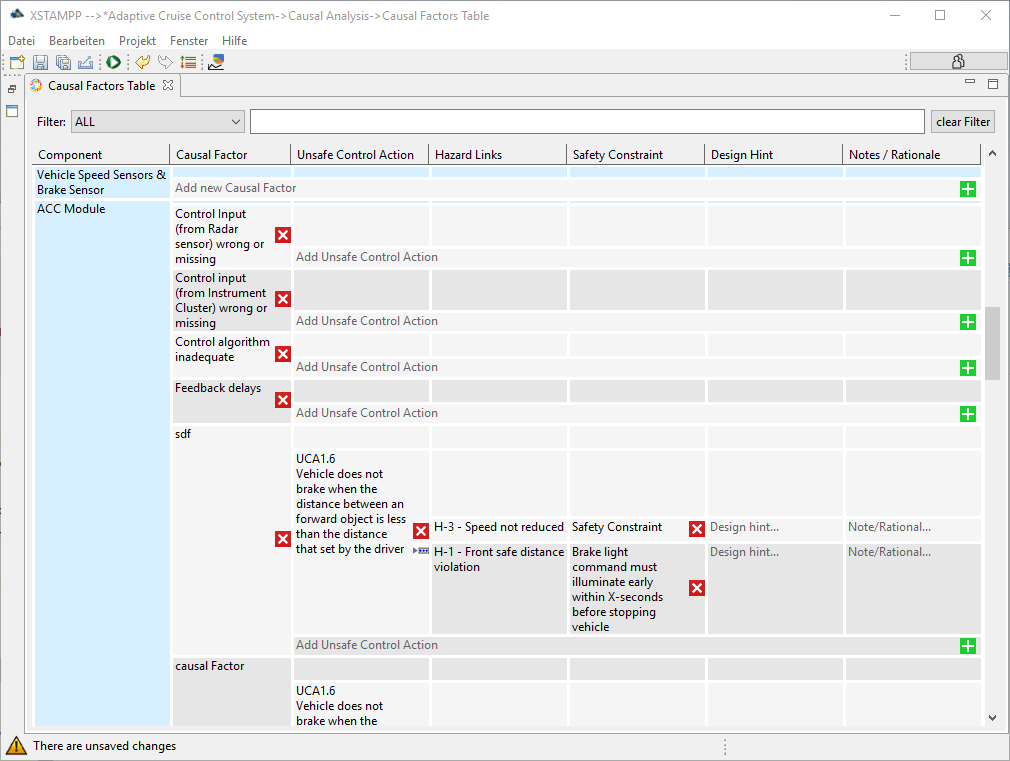 XSTAMPP -->*Adaptive Cruise Control System->Causal Analysis->Causal Factors Table
Datei Bearbeiten Projekt Fenster Hilfe
Causal Factors Table
Filter: ALL clear Filter
Component Causal Factor Unsafe Control Action Hazard Links Safety Constraint Design Hint Notes / Rationale
Vehicle Speed Sensors &
Brake Sensor
Add new Causal Factor
ACC Module
Control Input
(from Radar
sensor) wrong or
missing
Add Unsafe Control Action
Control input
(from Instrument
Cluster) wrong or
missing
Add Unsafe Control Action
Control algorithm
inadequate
Add Unsafe Control Action
Feedback delays
Add Unsafe Control Action
sdf
UCA1.6
Vehicle does not
brake when the
distance between an
forward object is less
than the distance
that set by the driver
H-3 - Speed not reduced
Safety Constraint
Design hint...
Note/Rational...
H-1 - Front safe distance
violation
Brake light
command must
illuminate early
within X-seconds
before stopping
vehicle
Design hint...
Note/Rational...
Add Unsafe Control Action
causal Factor
UCA1.6
Vehicle does not
brake when the
There are unsaved changes